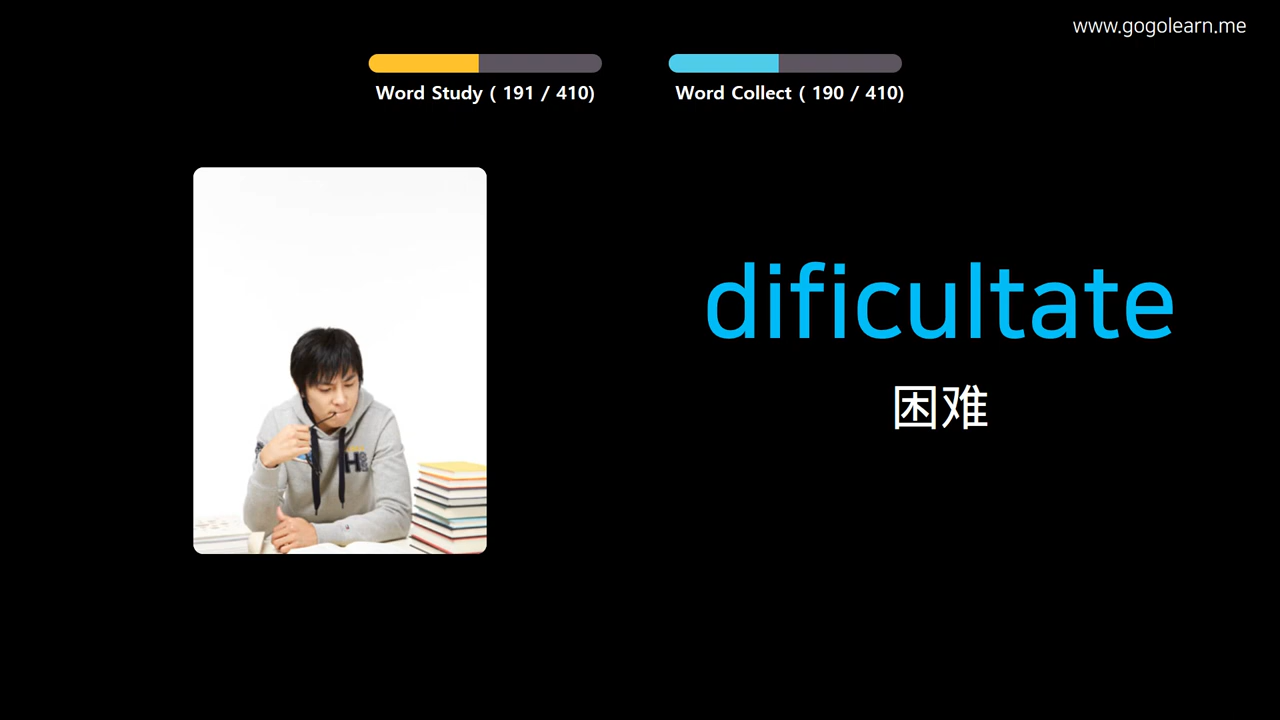 www.gogolearn.me
Word Study ( 191 / 410)
Word Collect ( 190 / 410)
dificultate
困难
H